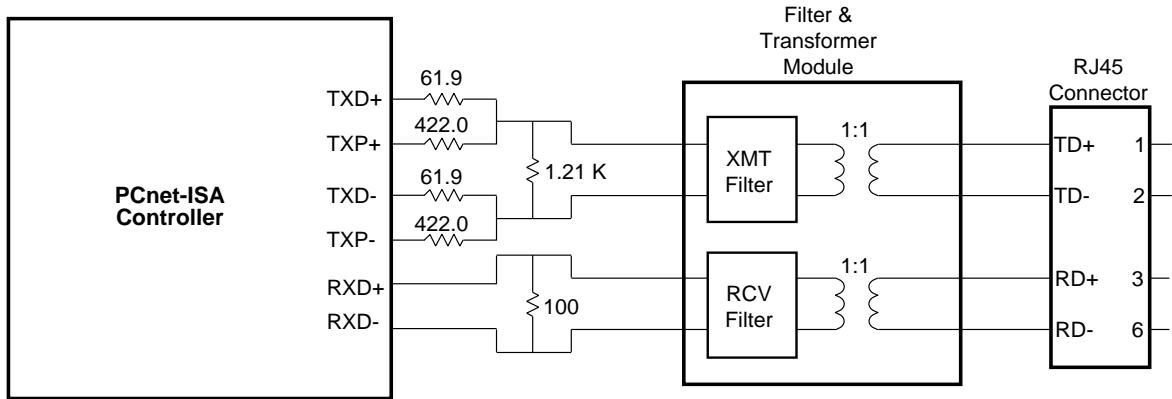 Filter &
Transformer
Module
RJ45
Connector
PCnet-ISA
Controller
TXD+
61.9
TXP+
422.0
1.21 K
TXD-
61.9
TXP-
422.0
RXD+
100
RXD-
XMT
Filter
1:1
RCV
Filter
1:1
TD+ 1
TD- 2
RD+ 3
RD- 6